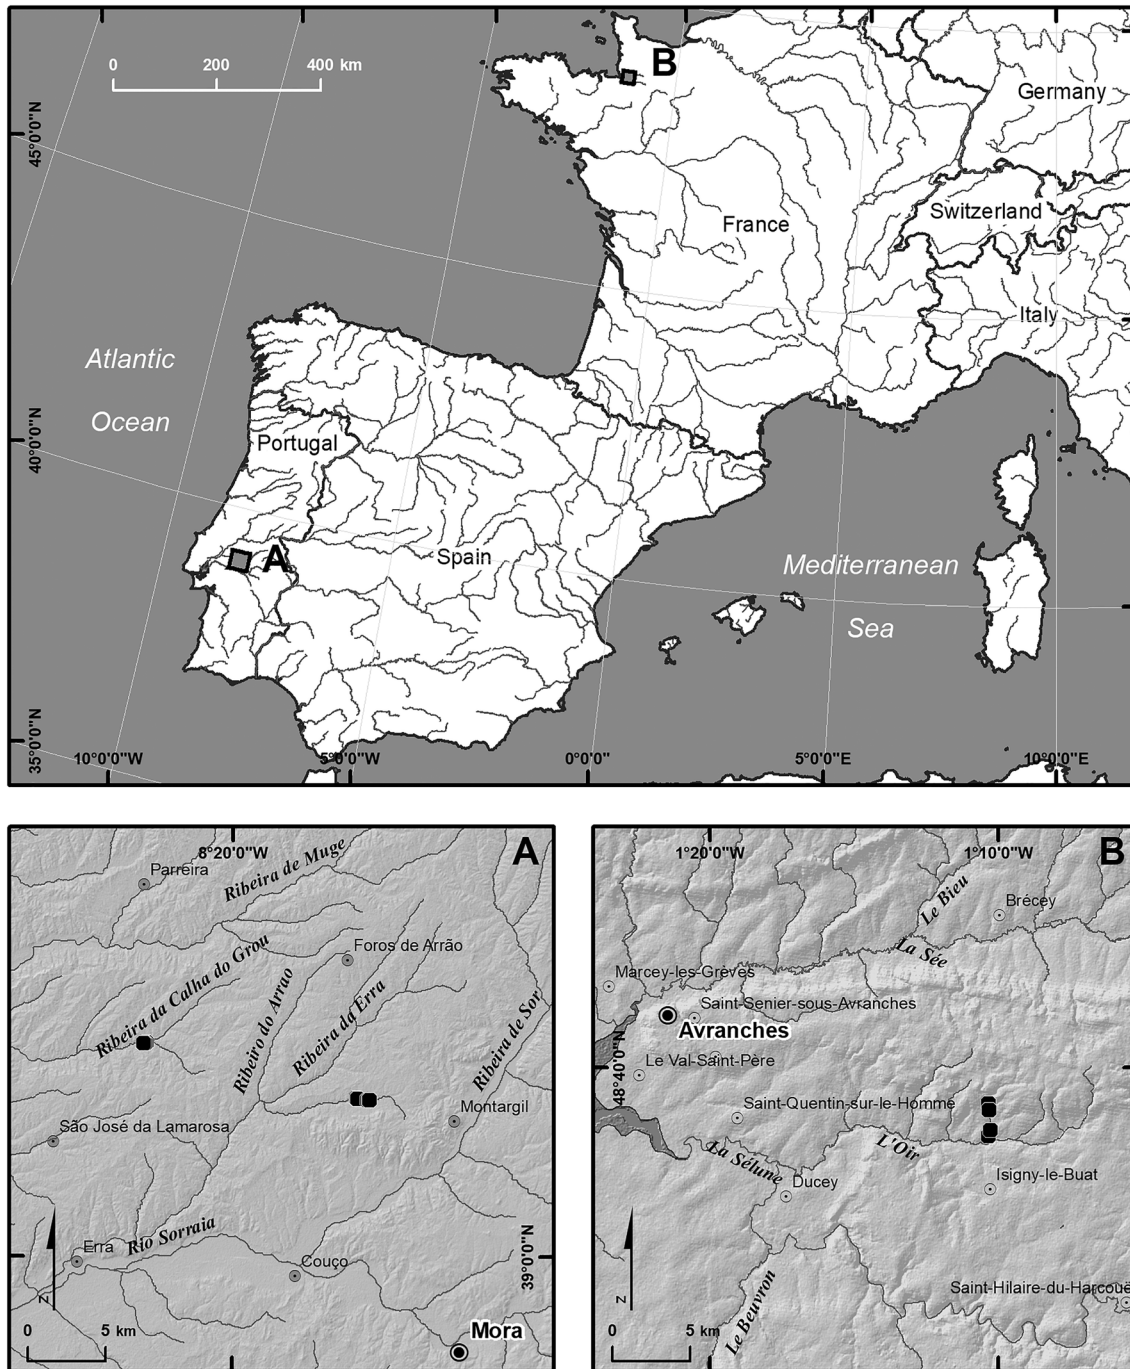 B
0 200 400 km
Germany
45°0'0"N
Switzerland
France
Italy
Atlantic
Ocean
40°0'0"N
Portugal
A
Spain
Mediterranean
Sea
35°0'0"N
10°0'0"W
5°0'0"W
0°0'0"
5°0'0"E
10°0'0"E
A
8°20'0"W
Parreira
Ribeira de Muge
Foros de Arrão
Ribeira da Calha do Grou
Ribeiro do Arrao
Ribeira da Erra
Ribeira de Sor
Montargil
São José da Lamarosa
Rio Sorraia
Erra
Couço
39°0'0"N
Z
0 5 km
Mora
B
1°20'0"W
1°10'0"W
Le Bieu
Brécey
La Sée
Marcey-les-Grèves
Saint-Senier-sous-Avranches
Avranches
48°40'0"N
Le Val-Saint-Père
Saint-Quentin-sur-le-Homme
L'Oir
La Sélune
Ducey
Isigny-le-Buat
Saint-Hilaire-du-Harcouë
Le Beuvron
Z
0 5 km